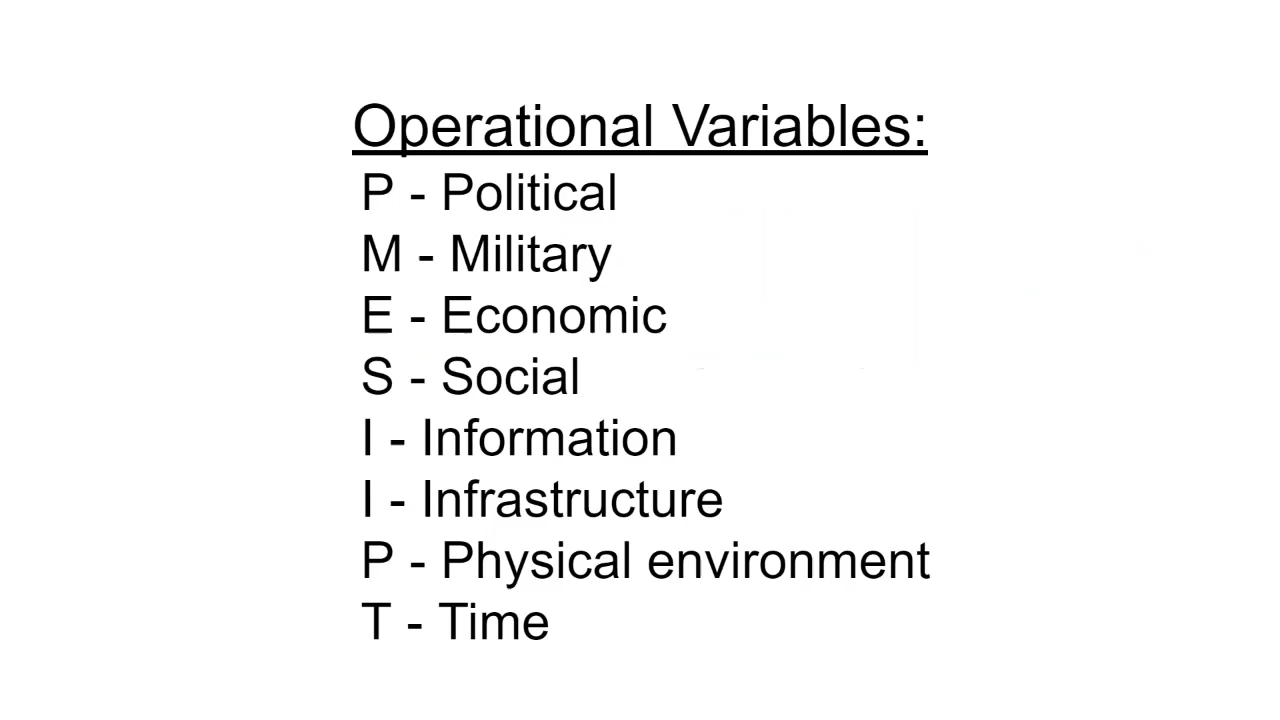 Operational Variables:
P - Political
M - Military
E - Economic
S - Social
I - Information
I - Infrastructure
P - Physical environment
T - Time